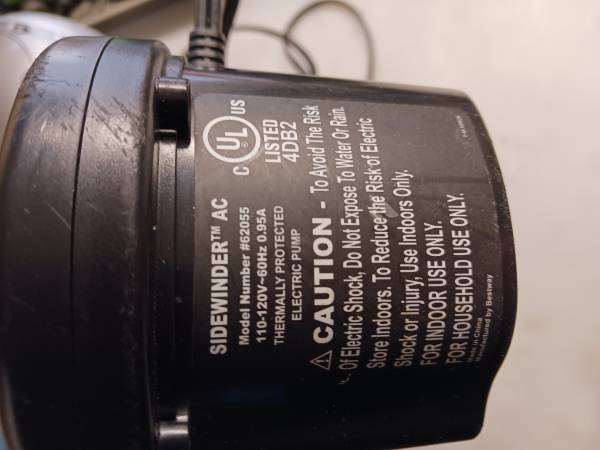 C UL® US
LISTED
4DB2
SIDEWINDER™ AC
Model Number #62055
110-120V~60Hz 0.95A
THERMALLY PROTECTED
ELECTRIC PUMP
⚠ CAUTION - To Avoid The Risk
Of Electric Shock, Do Not Expose To Water Or Rain.
Store Indoors. To Reduce the Risk of Electric
Shock or Injury, Use Indoors Only.
FOR INDOOR USE ONLY.
FOR HOUSEHOLD USE ONLY.
Made in China
Manufactured by Bestway